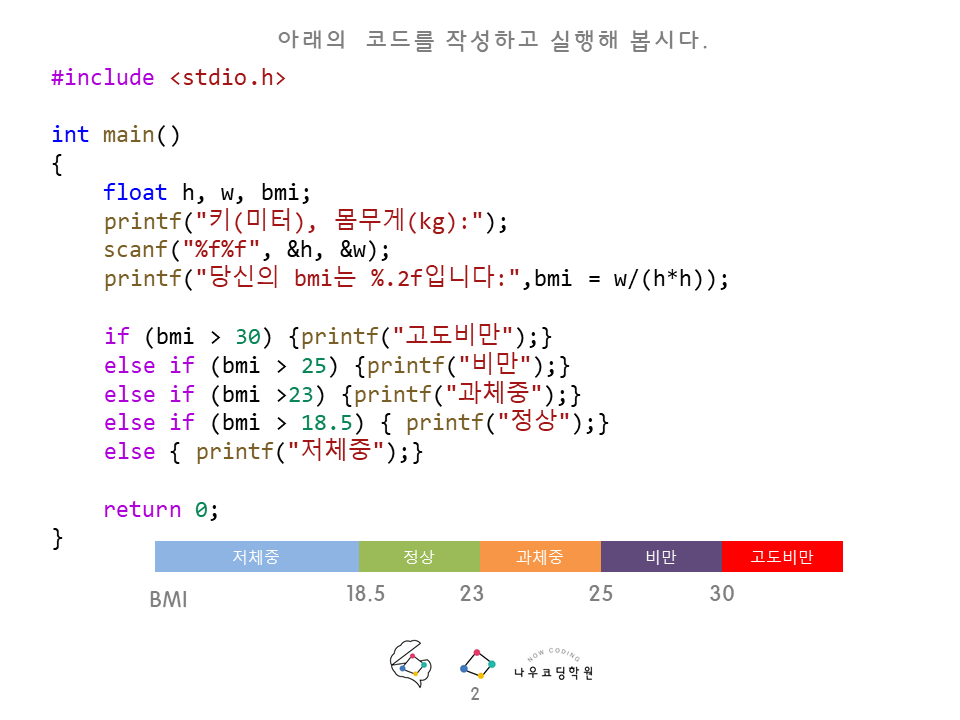 아래의 코드를 작성하고 실행해 봅시다.
#include <stdio.h>
int main()
{
    float h, w, bmi;
    printf("키(미터), 몸무게(kg):");
    scanf("%f%f", &h, &w);
    printf("당신의 bmi는 %.2f입니다:",bmi = w/(h*h));
    if (bmi > 30) {printf("고도비만");}
    else if (bmi > 25) {printf("비만");}
    else if (bmi >23) {printf("과체중");}
    else if (bmi > 18.5) { printf("정상");}
    else { printf("저체중");}
    return 0;
}
저체중 정상 과체중 비만 고도비만
BMI 18.5 23 25 30
NOW CODING
나우코딩학원
2